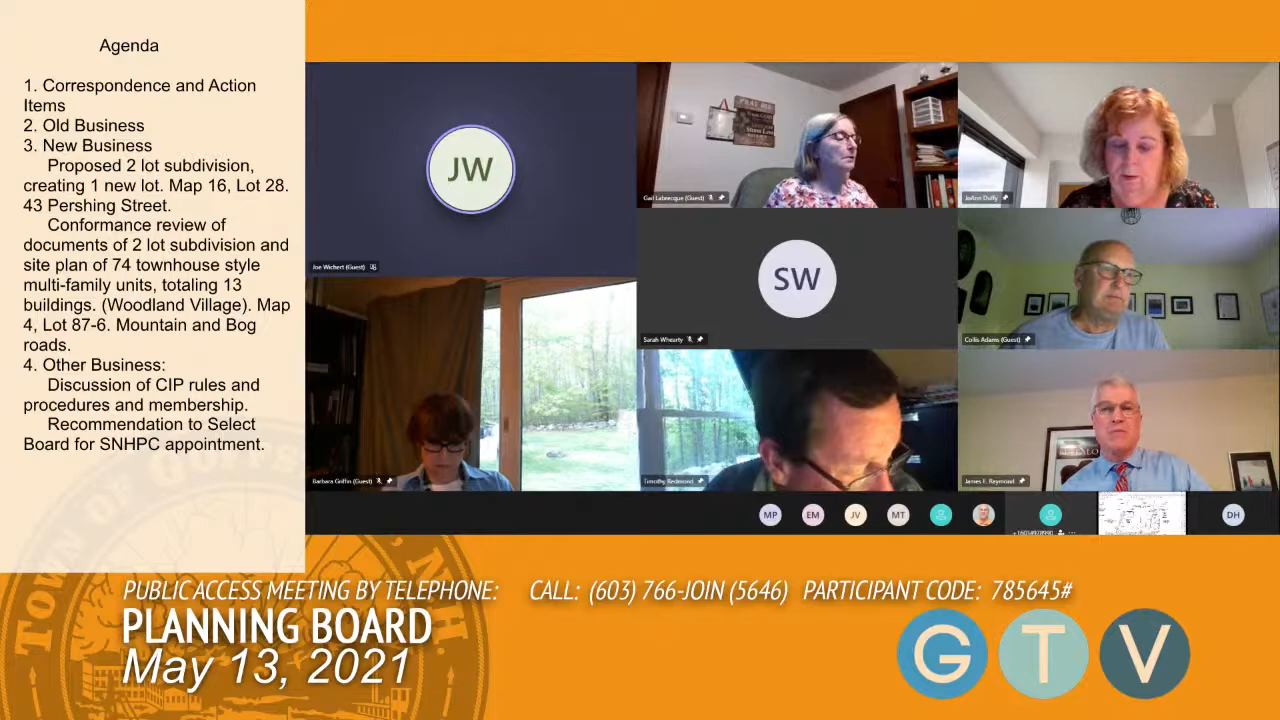 Agenda
1. Correspondence and Action
Items
2. Old Business
3. New Business
Proposed 2 lot subdivision,
creating 1 new lot. Map 16, Lot 28.
43 Pershing Street.
Conformance review of
documents of 2 lot subdivision and
site plan of 74 townhouse style
multi-family units, totaling 13
buildings. (Woodland Village). Map
4, Lot 87-6. Mountain and Bog
roads.
4. Other Business:
Discussion of CIP rules and
procedures and membership.
Recommendation to Select
Board for SNHPC appointment.
JW
Joe Wichert (Guest)
Gail Labrecque (Guest)
JoAnn Duffy
SW
Sarah Whearty
Collis Adams (Guest)
Barbara Griffin (Guest)
Timothy Redmond
James F. Raymond
MP
EM
JV
MT
DH
PUBLIC ACCESS MEETING BY TELEPHONE: CALL: (603) 766-JOIN (5646) PARTICIPANT CODE: 785645#
PLANNING BOARD
May 13, 2021
G T V